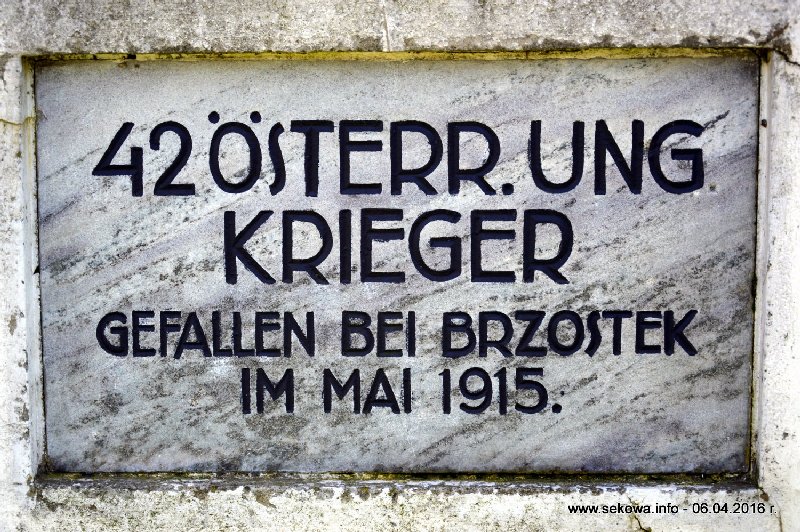 42 ÖSTERR. UNG
KRIEGER
GEFALLEN BEI BRZOSTEK
IM MAI 1915.
www.sekowa.info - 06.04.2016 r.